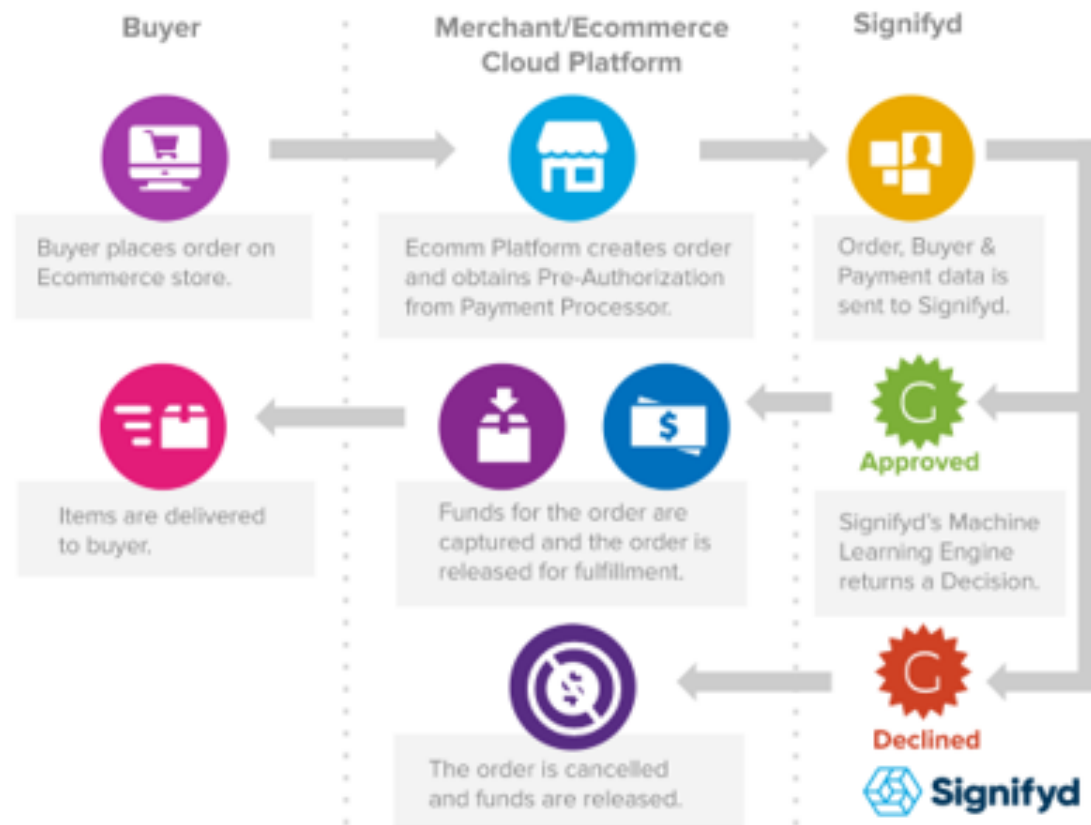 Buyer
Merchant/Ecommerce
Cloud Platform
Signifyd
Buyer places order on
Ecommerce store.
Ecomm Platform creates order
and obtains Pre-Authorization
from Payment Processor.
Order, Buyer &
Payment data is
sent to Signifyd.
$
G
Approved
Items are delivered
to buyer.
Funds for the order are
captured and the order is
released for fulfillment.
Signifyd's Machine
Learning Engine
returns a Decision.
$
G
Declined
The order is cancelled
and funds are released.
Signifyd